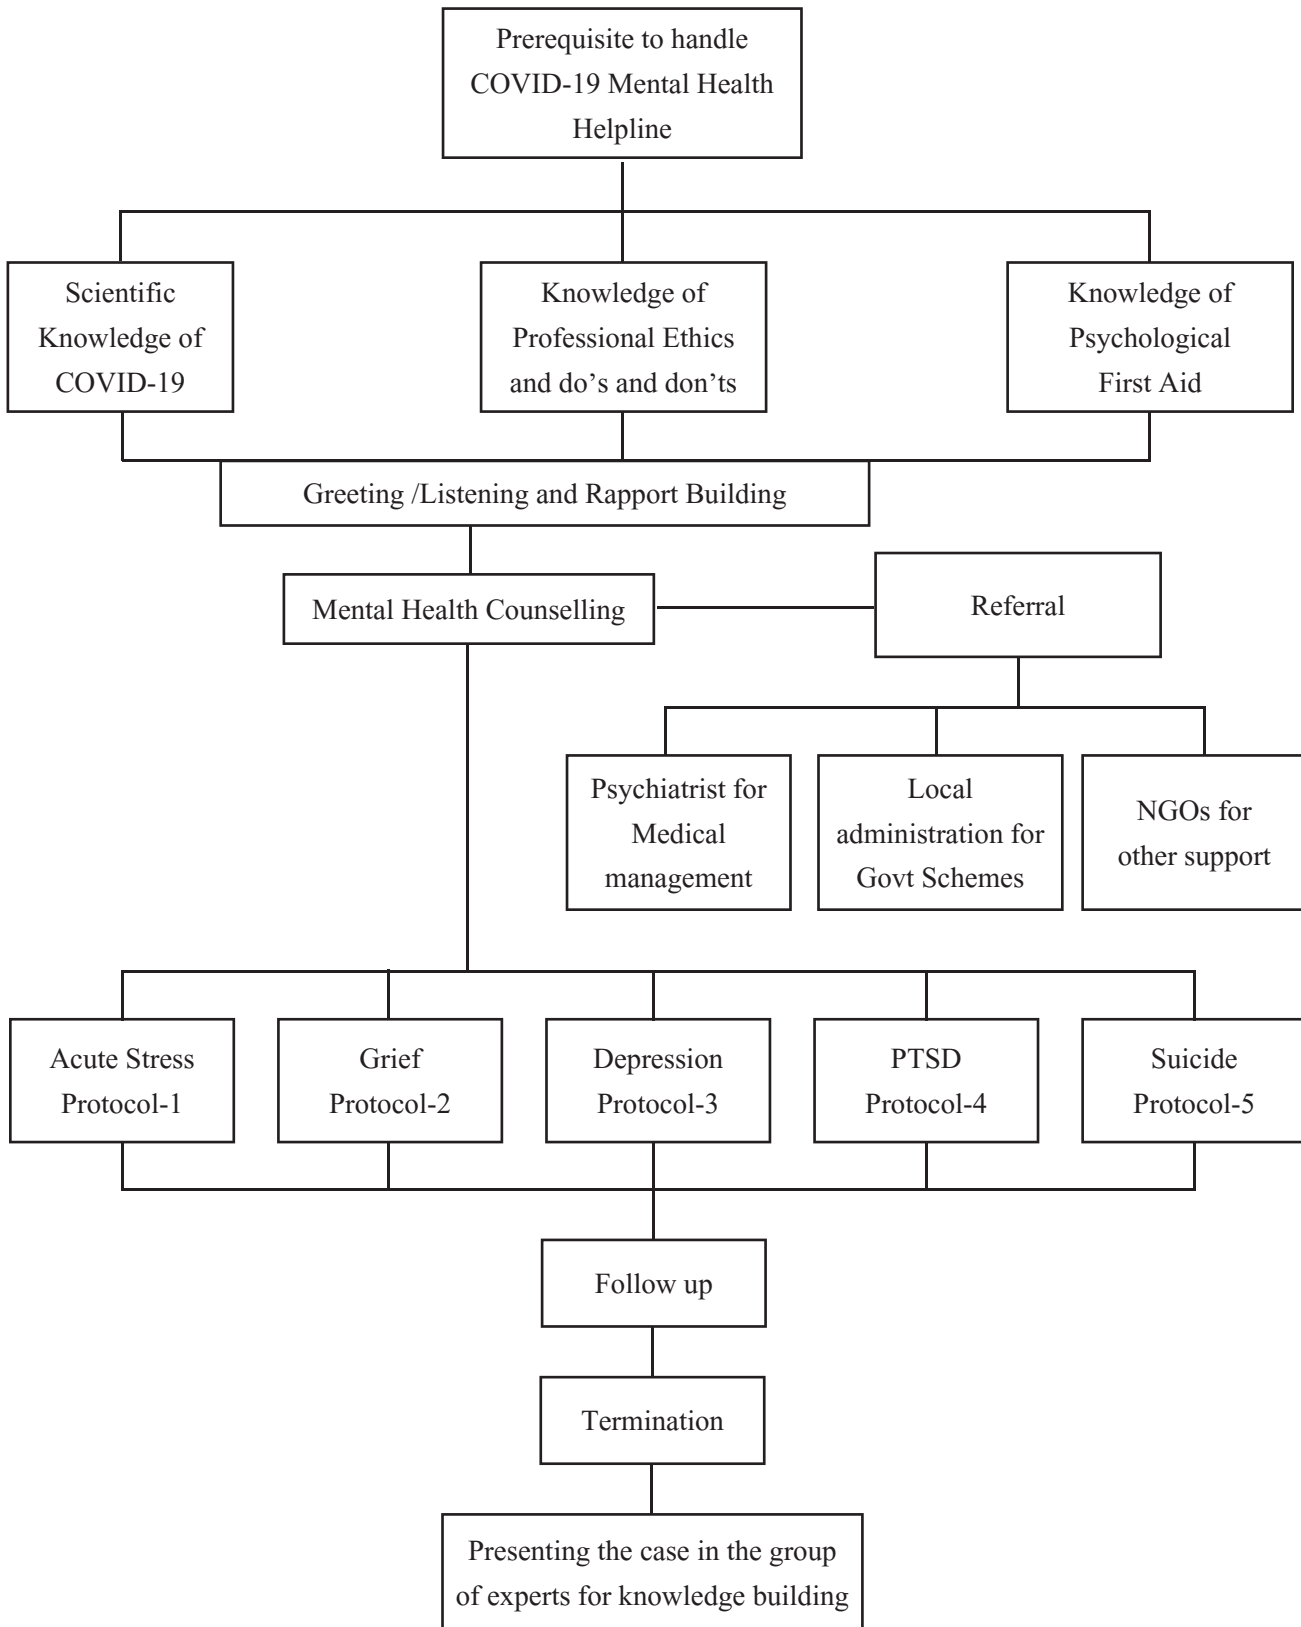 Prerequisite to handle
COVID-19 Mental Health
Helpline
Scientific
Knowledge of
COVID-19
Knowledge of
Professional Ethics
and do’s and don’ts
Knowledge of
Psychological
First Aid
Greeting /Listening and Rapport Building
Mental Health Counselling
Referral
Psychiatrist for
Medical
management
Local
administration for
Govt Schemes
NGOs for
other support
Acute Stress
Protocol-1
Grief
Protocol-2
Depression
Protocol-3
PTSD
Protocol-4
Suicide
Protocol-5
Follow up
Termination
Presenting the case in the group
of experts for knowledge building